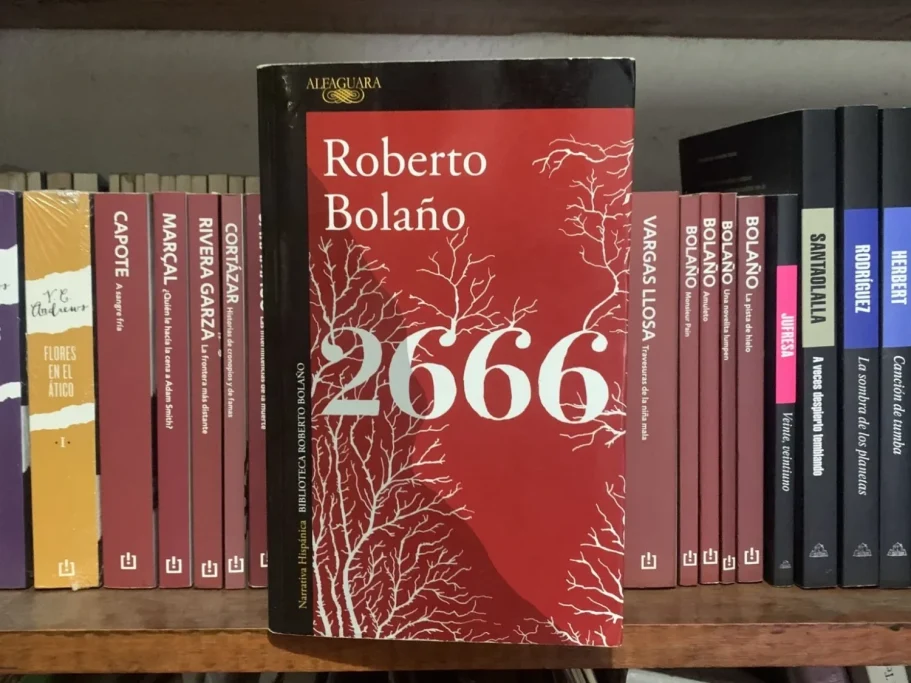 ALFAGUARA
Roberto
Bolaño
2666
Narrativa Hispánica BIBLIOTECA ROBERTO BOLAÑO
V.C.
Andrews
FLORES
EN EL
ÁTICO
I
CAPOTE A sangre fría
MARÇAL ¿Quién le hacía la cena a Adam Smith?
RIVERA GARZA La frontera más distante
CORTÁZAR Historias de cronopios y de famas
de la muerte
VARGAS LLOSA Travesuras de la niña mala
BOLAÑO Monsieur Pain
BOLAÑO Amuleto
BOLAÑO Una novelita lumpen
BOLAÑO La pista de hielo
JUFRESA Veinte, veintiuno
SANTAOLALLA A veces despierto temblando
RODRÍGUEZ La sombra de los planetas
HERBERT Canción de tumba